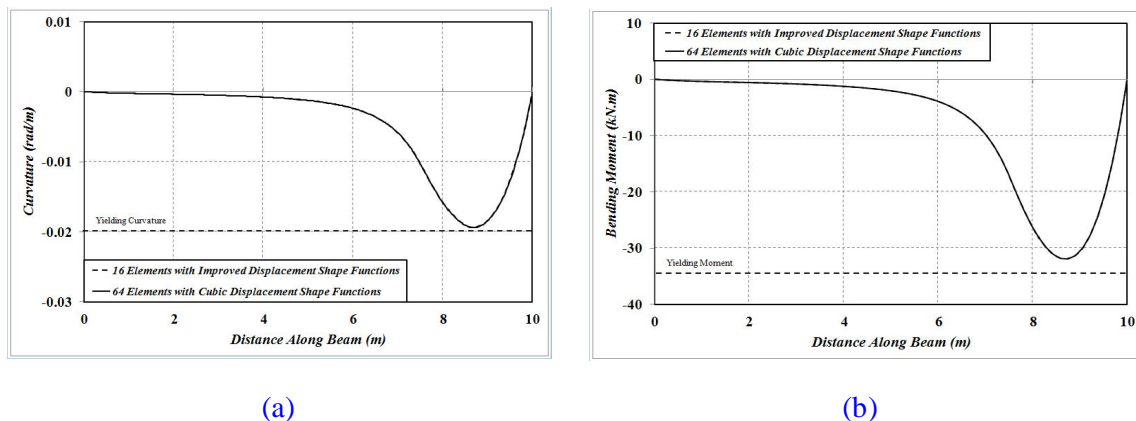 0.01
0
-0.01
-0.02
-0.03
Curvature (rad/m)
Yielding Curvature
16 Elements with Improved Displacement Shape Functions
64 Elements with Cubic Displacement Shape Functions
0 2 4 6 8 10
Distance Along Beam (m)
(a)
10
0
-10
-20
-30
-40
Bending Moment (kN.m)
16 Elements with Improved Displacement Shape Functions
64 Elements with Cubic Displacement Shape Functions
Yielding Moment
0 2 4 6 8 10
Distance Along Beam (m)
(b)